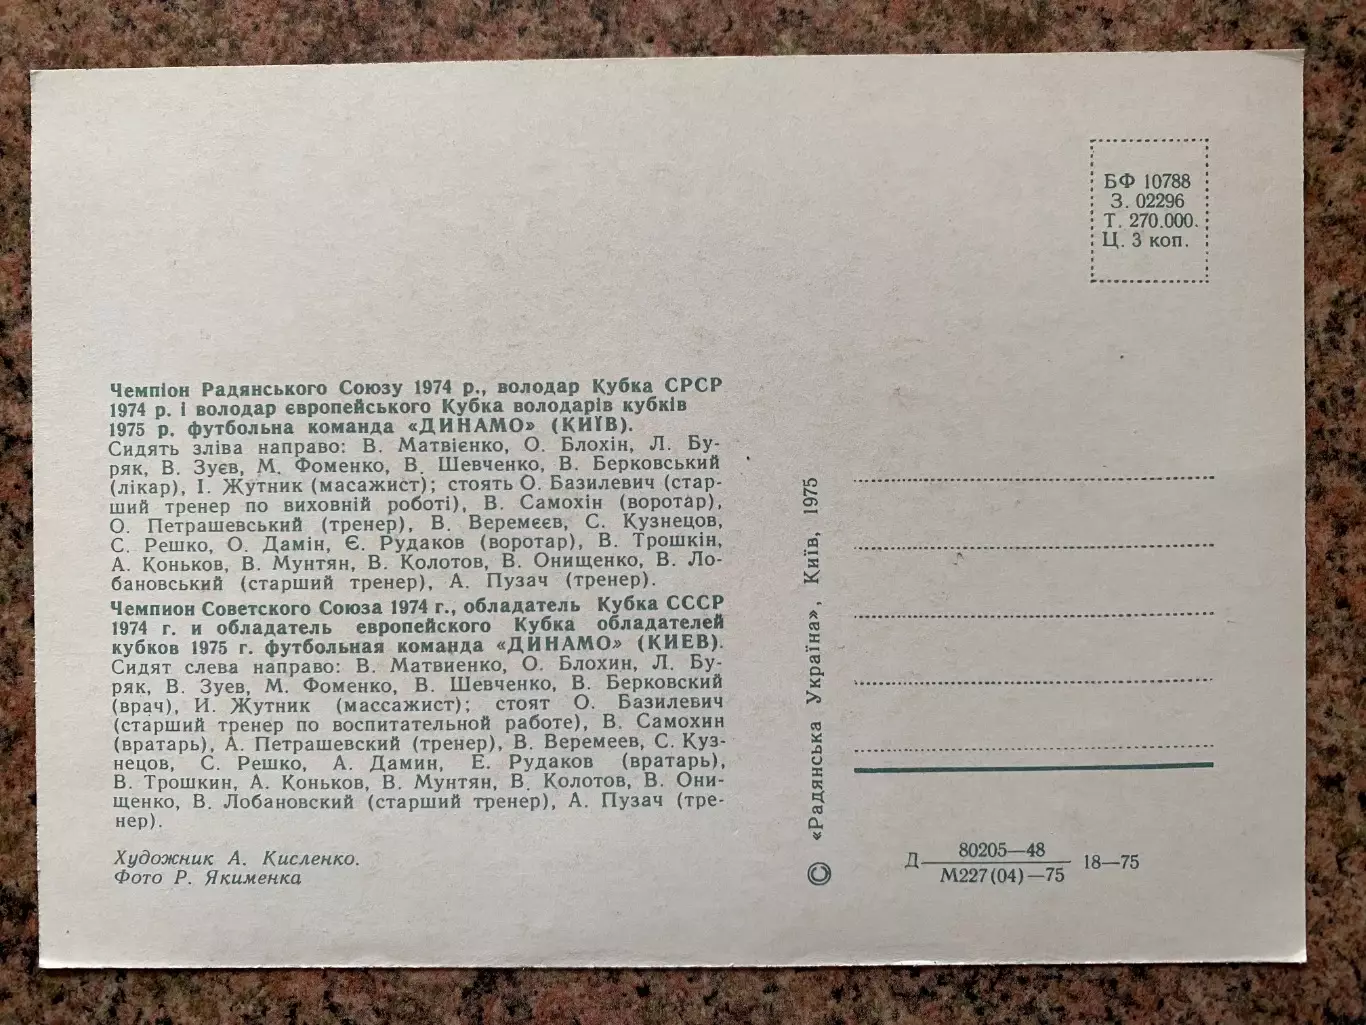 БФ 10788
З. 02296
Т. 270.000.
Ц. 3 коп.
Чемпіон Радянського Союзу 1974 р., володар Кубка СРСР
1974 р. і володар європейського Кубка володарів кубків
1975 р. футбольна команда «ДИНАМО» (КИЇВ).
Сидять зліва направо: В. Матвієнко, О. Блохін, Л. Бу-
ряк, В. Зуєв, М. Фоменко, В. Шевченко, В. Берковський
(лікар), І. Жутник (масажист); стоять О. Базилевич (стар-
ший тренер по виховній роботі), В. Самохін (воротар),
О. Петрашевський (тренер), В. Веремєєв, С. Кузнецов,
С. Решко, О. Дамін, Є. Рудаков (воротар), В. Трошкін,
А. Коньков, В. Мунтян, В. Колотов, В. Онищенко, В. Ло-
бановський (старший тренер), А. Пузач (тренер).
Чемпион Советского Союза 1974 г., обладатель Кубка СССР
1974 г. и обладатель европейского Кубка обладателей
кубков 1975 г. футбольная команда «ДИНАМО» (КИЕВ).
Сидят слева направо: В. Матвиенко, О. Блохин, Л. Бу-
ряк, В. Зуев, М. Фоменко, В. Шевченко, В. Берковский
(врач), И. Жутник (массажист); стоят О. Базилевич
(старший тренер по воспитательной работе), В. Самохин
(вратарь), А. Петрашевский (тренер), В. Веремеев, С. Куз-
нецов, С. Решко, А. Дамин, Е. Рудаков (вратарь),
В. Трошкин, А. Коньков, В. Мунтян, В. Колотов, В. Они-
щенко, В. Лобановский (старший тренер), А. Пузач (тре-
нер).
Художник А. Кисленко.
Фото Р. Якименка
© «Радянська Україна», Київ, 1975
Д 80205—48 18—75
М227(04)—75